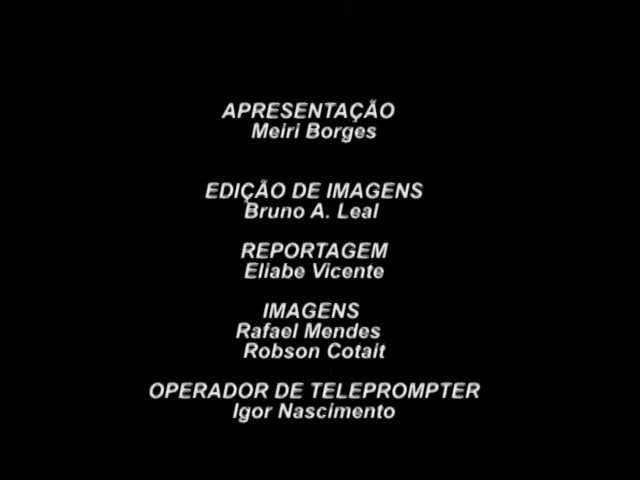 APRESENTAÇÃO
Meiri Borges
EDIÇÃO DE IMAGENS
Bruno A. Leal
REPORTAGEM
Eliabe Vicente
IMAGENS
Rafael Mendes
Robson Cotait
OPERADOR DE TELEPROMPTER
Igor Nascimento